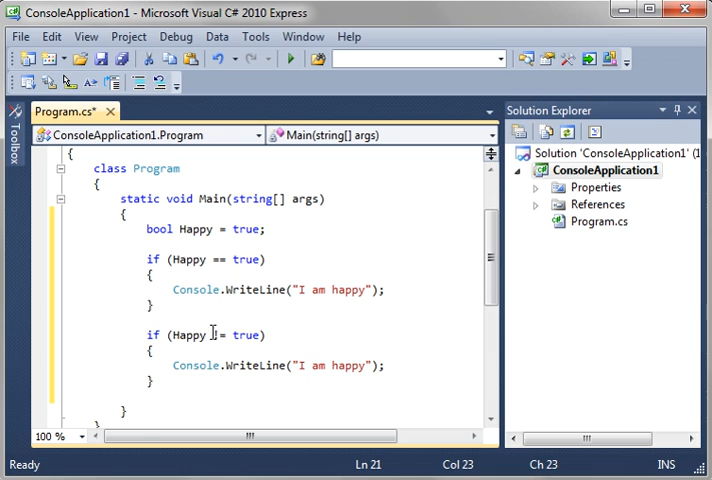 ConsoleApplication1 - Microsoft Visual C# 2010 Express
File Edit View Project Debug Data Tools Window Help
Program.cs* ×
Toolbox
ConsoleApplication1.Program
Main(string[] args)
{
class Program
{
static void Main(string[] args)
{
bool Happy = true;
if (Happy == true)
{
Console.WriteLine("I am happy");
}
if (Happy != true)
{
Console.WriteLine("I am happy");
}
}
}
100 %
Solution Explorer
Solution 'ConsoleApplication1' (1
ConsoleApplication1
Properties
References
Program.cs
Ready Ln 21 Col 23 Ch 23 INS